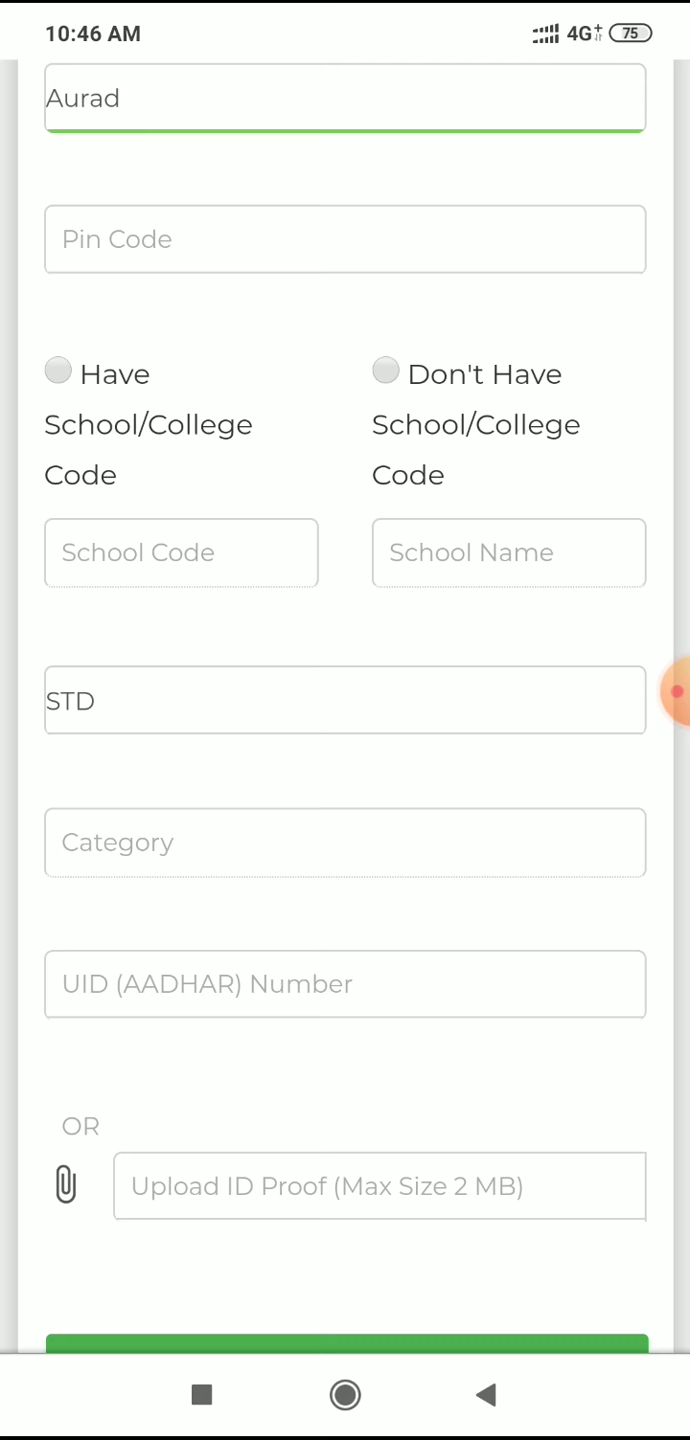 10:46 AM 4G+ 75
Aurad
Pin Code
Have Don't Have
School/College School/College
Code Code
School Code School Name
STD
Category
UID (AADHAR) Number
OR
Upload ID Proof (Max Size 2 MB)